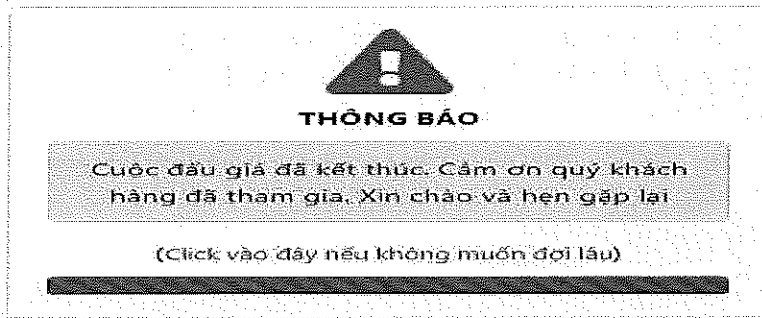 THÔNG BÁO
Cuộc đấu giá đã kết thúc. Cảm ơn quý khách
hàng đã tham gia. Xin chào và hẹn gặp lại
(Click vào đây nếu không muốn đợi lâu)